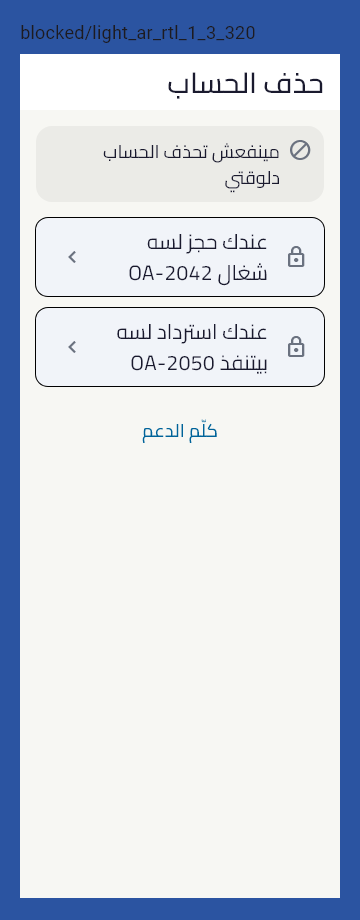 blocked/light_ar_rtl_1_3_320
حذف الحساب
مينفعش تحذف الحساب
دلوقتي
عندك حجز لسه
شغال OA-2042
عندك استرداد لسه
بيتنفذ OA-2050
كلّم الدعم